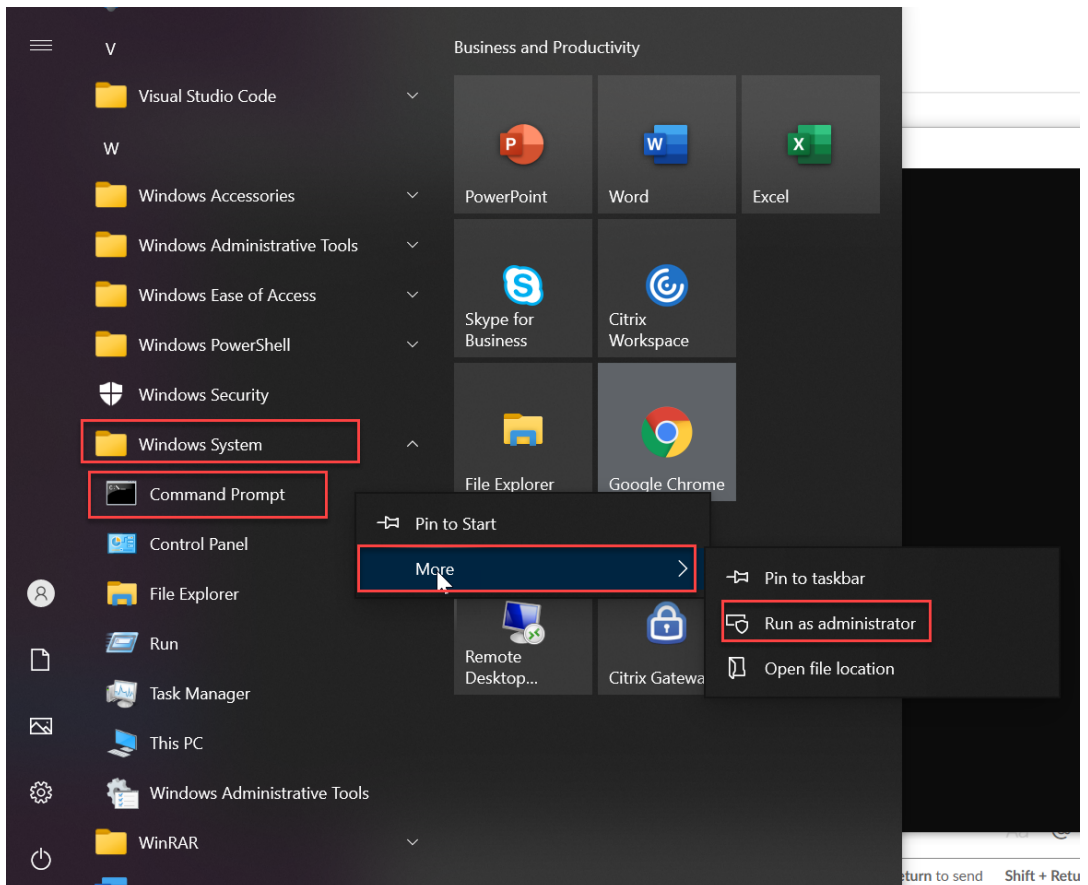 V
Visual Studio Code
W
Windows Accessories
Windows Administrative Tools
Windows Ease of Access
Windows PowerShell
Windows Security
Windows System
Command Prompt
Control Panel
File Explorer
Run
Task Manager
This PC
Windows Administrative Tools
WinRAR
Business and Productivity
PowerPoint
Word
Excel
Skype for
Business
Citrix
Workspace
File Explorer
Google Chrome
Remote
Desktop...
Citrix Gatewa
Pin to Start
More
Pin to taskbar
Run as administrator
Open file location
eturn to send Shift + Retu